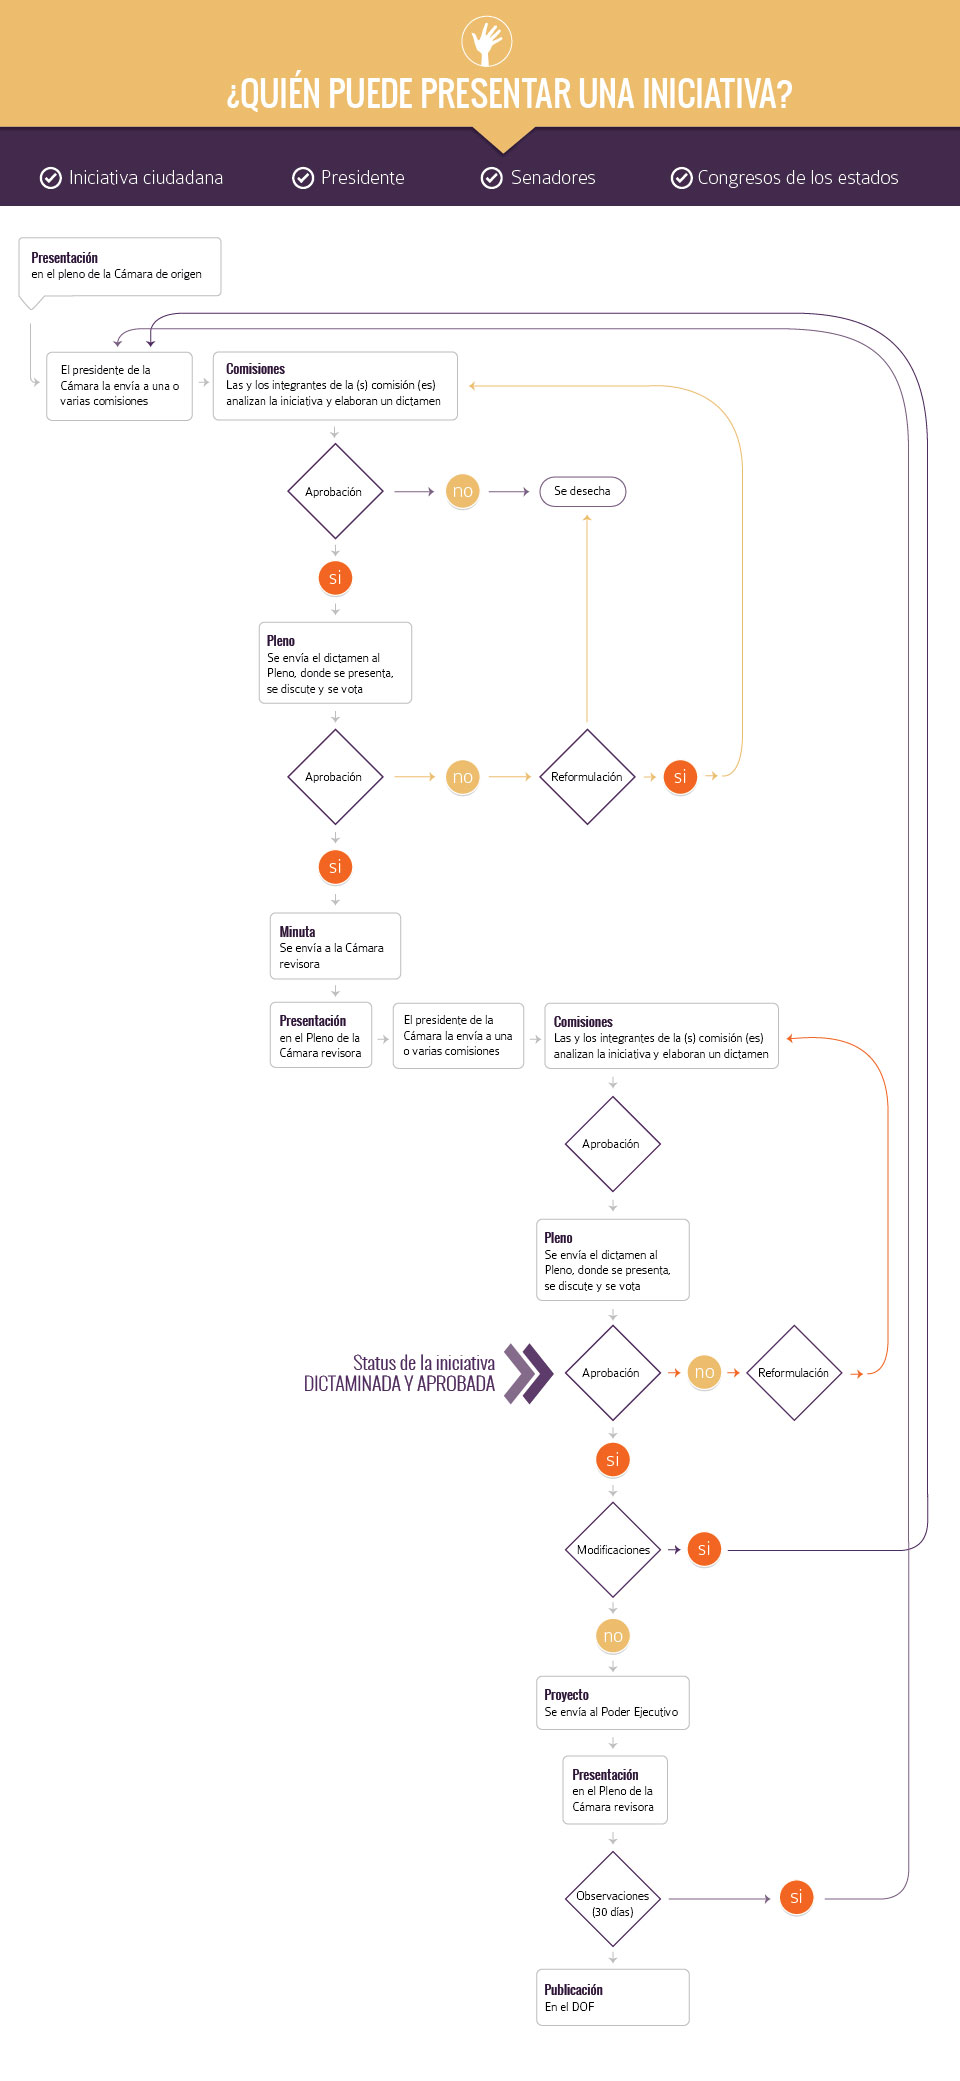 ¿QUIÉN PUEDE PRESENTAR UNA INICIATIVA?
Iniciativa ciudadana
Presidente
Senadores
Congresos de los estados
Presentación
en el pleno de la Cámara de origen
El presidente de la
Cámara la envía a una o
varias comisiones
Comisiones
Las y los integrantes de la (s) comisión (es)
analizan la iniciativa y elaboran un dictamen
Aprobación
no
Se desecha
si
Pleno
Se envía el dictamen al
Pleno, donde se presenta,
se discute y se vota
Aprobación
no
Reformulación
si
si
Minuta
Se envía a la Cámara
revisora
Presentación
en el Pleno de la
Cámara revisora
El presidente de la
Cámara la envía a una
o varias comisiones
Comisiones
Las y los integrantes de la (s) comisión (es)
analizan la iniciativa y elaboran un dictamen
Aprobación
Pleno
Se envía el dictamen al
Pleno, donde se presenta,
se discute y se vota
Status de la iniciativa
DICTAMINADA Y APROBADA
Aprobación
no
Reformulación
si
Modificaciones
si
no
Proyecto
Se envía al Poder Ejecutivo
Presentación
en el Pleno de la
Cámara revisora
Observaciones
(30 días)
si
Publicación
En el DOF